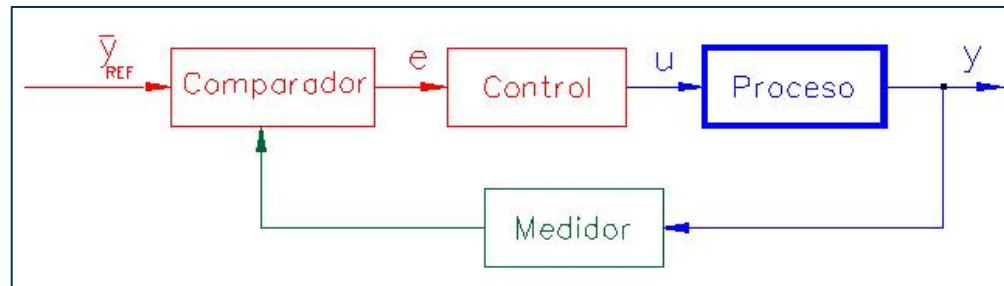 ȳ REF
Comparador
e
Control
u
Proceso
y
Medidor